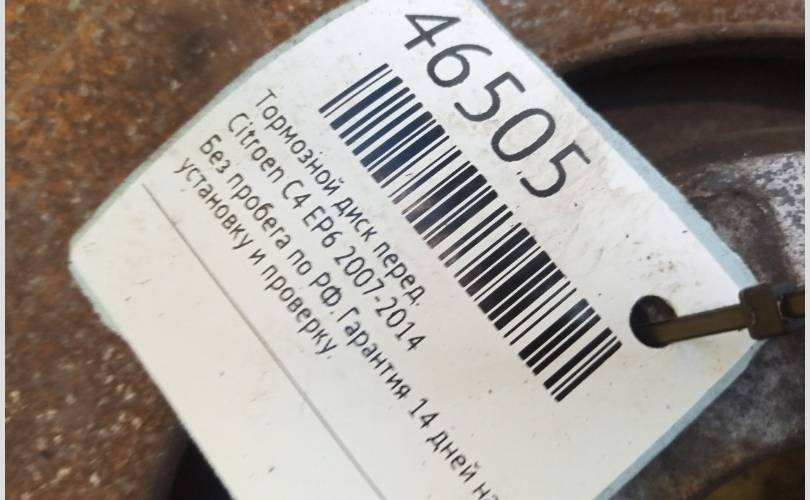 46505
Тормозной диск перед.
Citroen C4 EP6 2007-2014
Без пробега по РФ. Гарантия 14 дней на
установку и проверку.